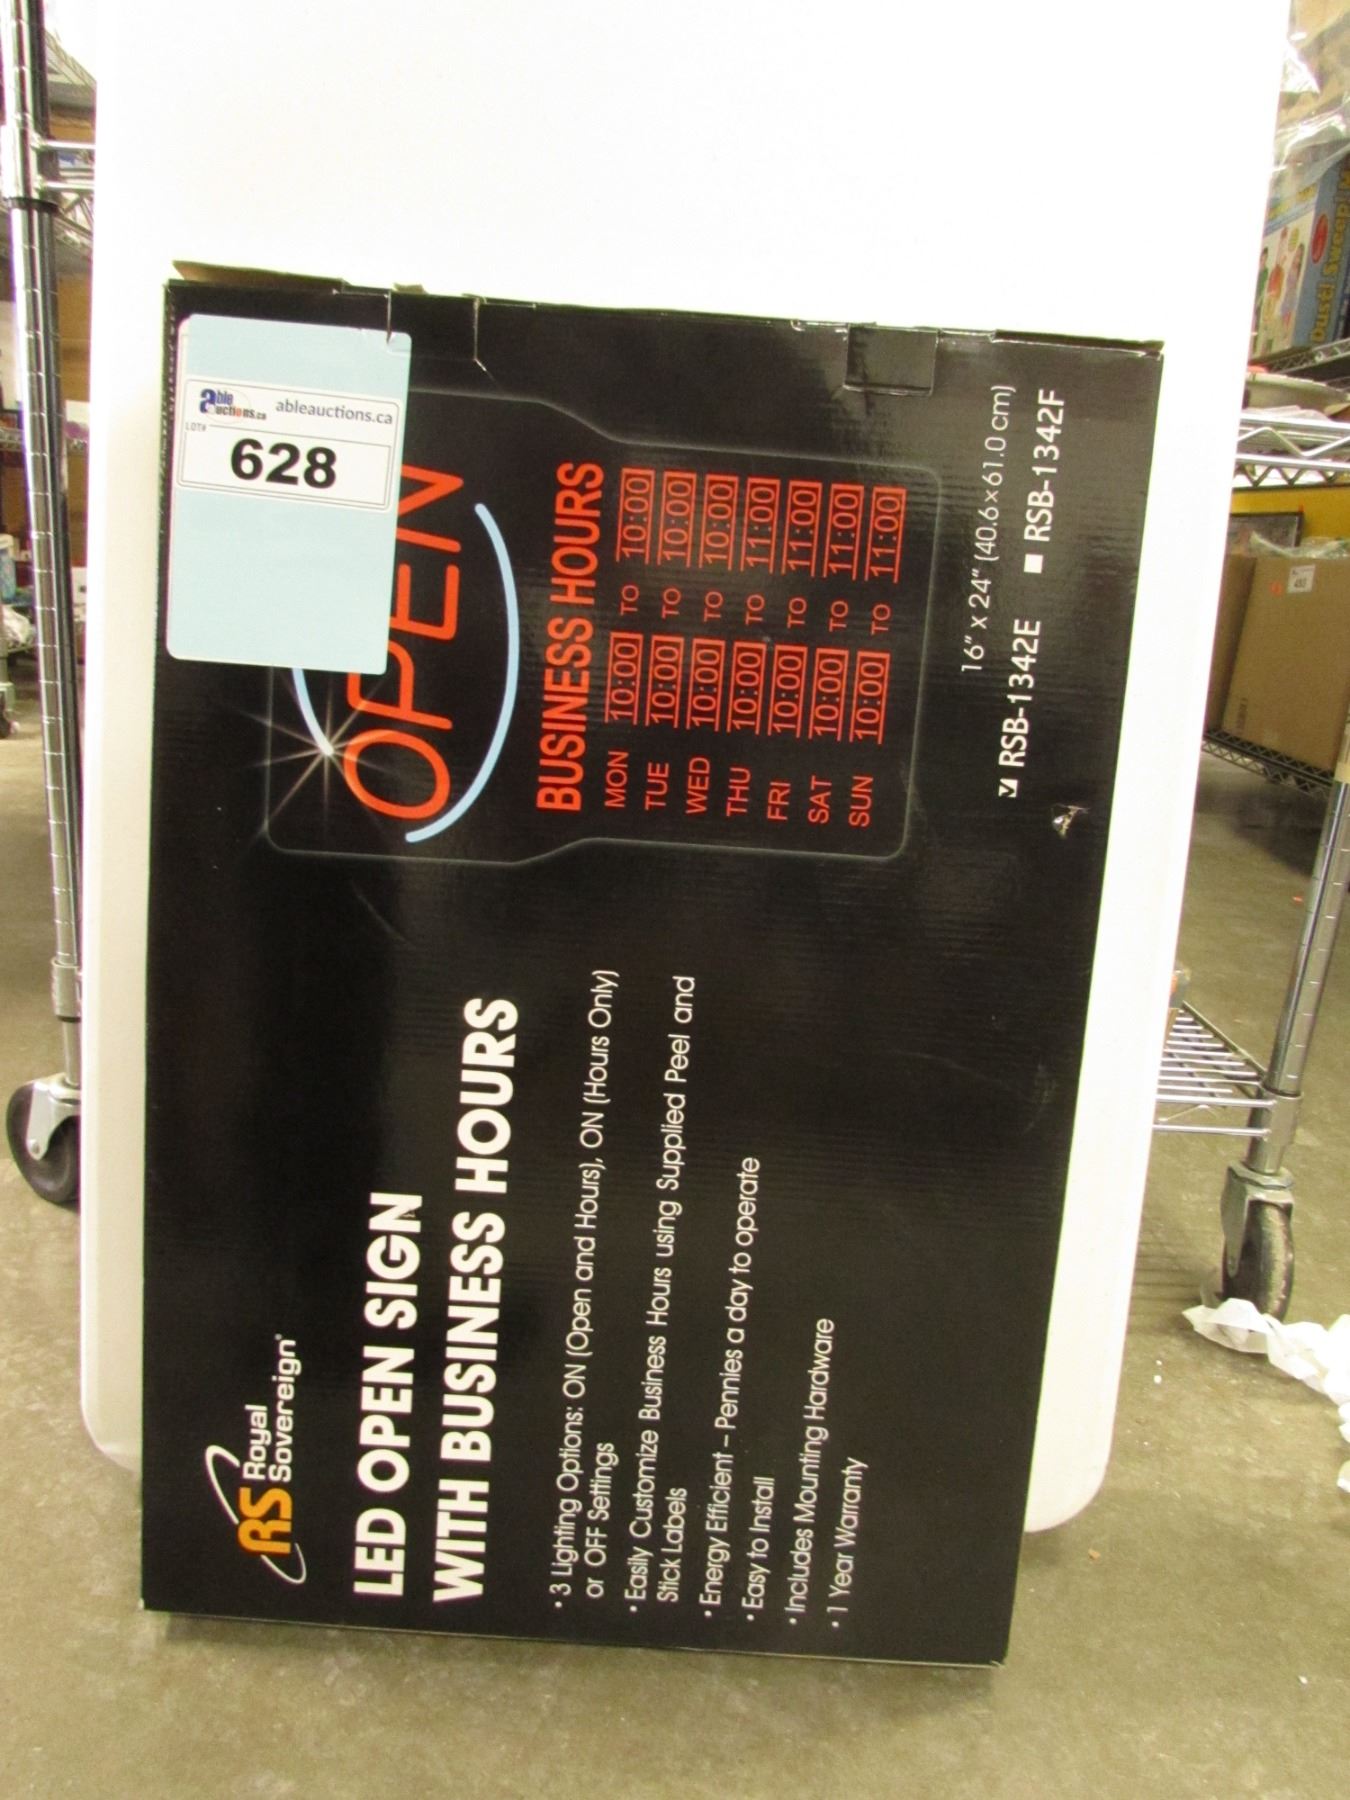 able
auctions.ca
ableauctions.ca
LOT#
628
RS Royal
Sovereign®
LED OPEN SIGN
WITH BUSINESS HOURS
• 3 Lighting Options: ON (Open and Hours), ON (Hours Only)
or OFF Settings
• Easily Customize Business Hours using Supplied Peel and
Stick Labels
• Energy Efficient – Pennies a day to operate
• Easy to Install
• Includes Mounting Hardware
• 1 Year Warranty
OPEN
BUSINESS HOURS
MON 10:00 TO 10:00
TUE 10:00 TO 10:00
WED 10:00 TO 10:00
THU 10:00 TO 11:00
FRI 10:00 TO 11:00
SAT 10:00 TO 11:00
SUN 10:00 TO 11:00
16" x 24" (40.6×61.0 cm)
RSB-1342E RSB-1342F
Dust! Sweep!